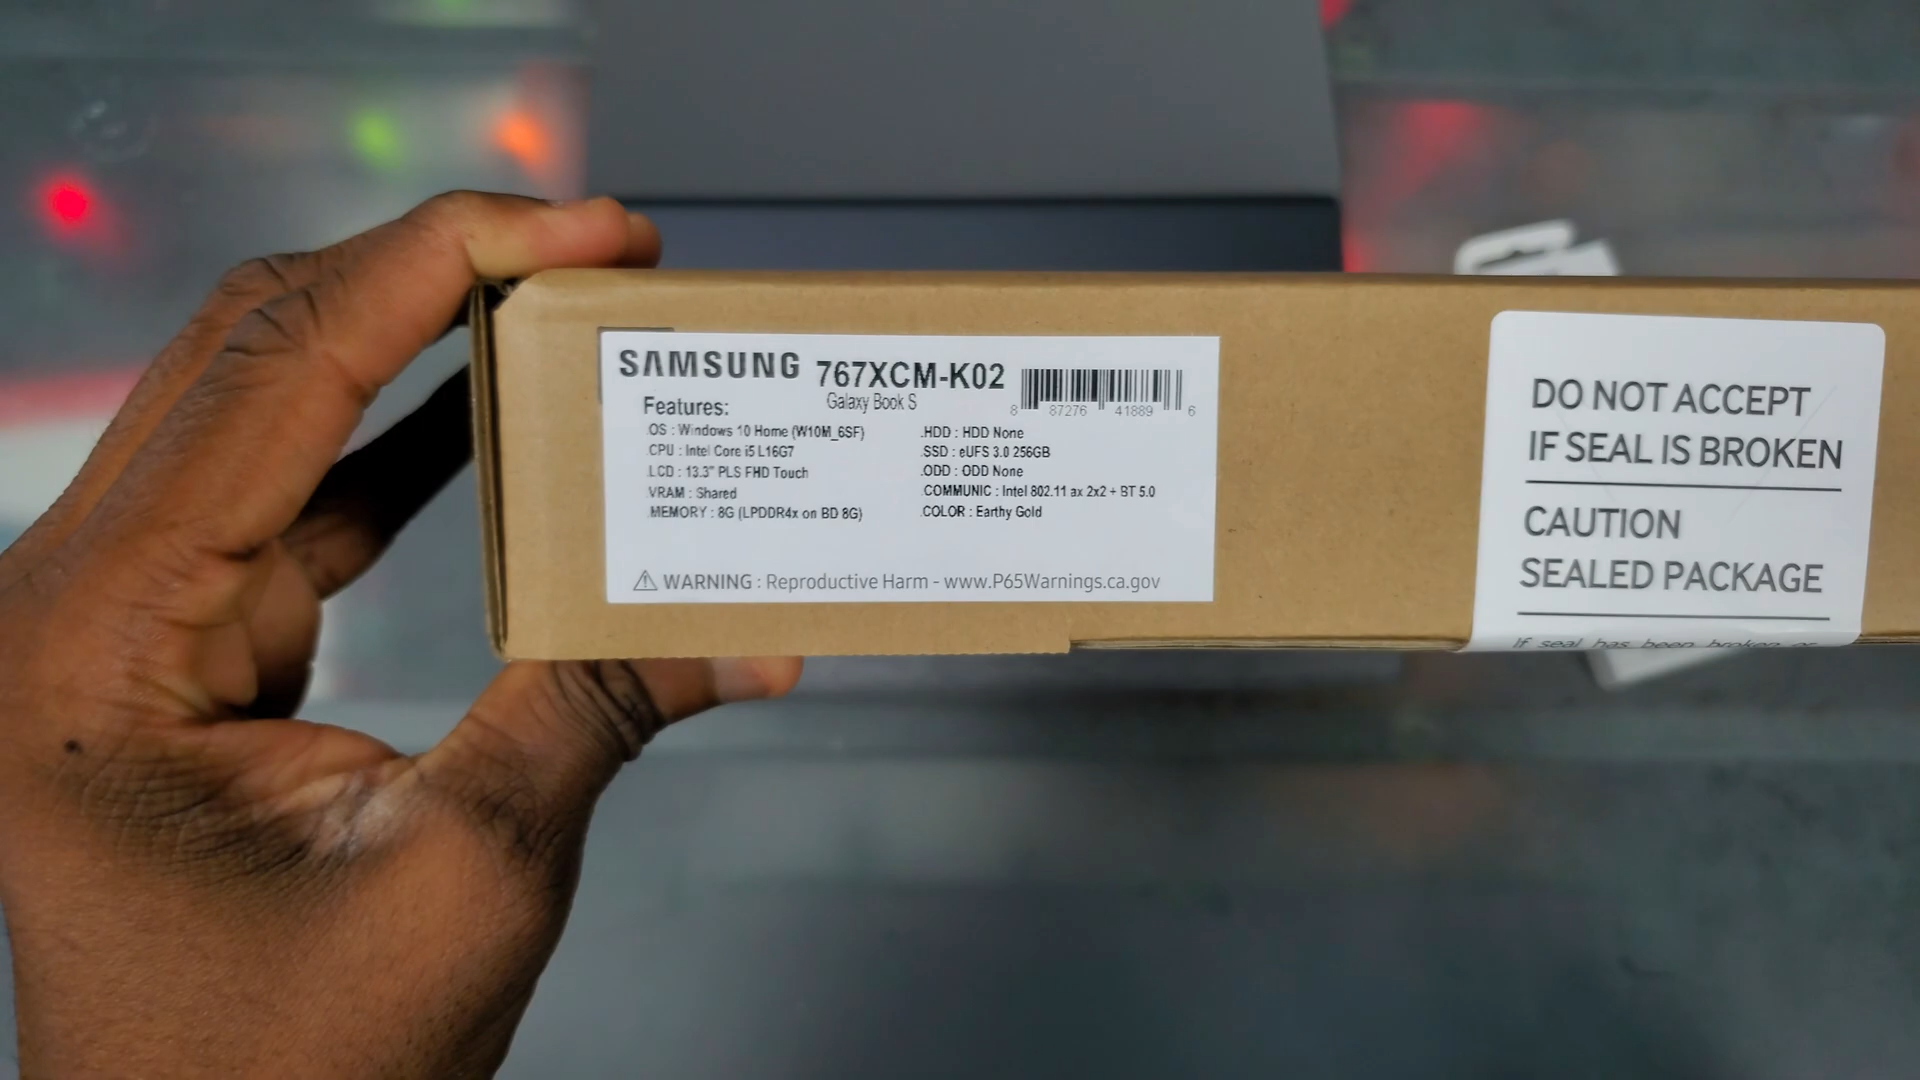 SAMSUNG 767XCM-K02
Galaxy Book S
8 87276 41889 6
Features:
.OS : Windows 10 Home (W10M_6SF)
.CPU : Intel Core i5 L16G7
.LCD : 13.3" PLS FHD Touch
.VRAM : Shared
.MEMORY : 8G (LPDDR4x on BD 8G)
.HDD : HDD None
.SSD : eUFS 3.0 256GB
.ODD : ODD None
.COMMUNIC : Intel 802.11 ax 2x2 + BT 5.0
.COLOR : Earthy Gold
⚠ WARNING : Reproductive Harm - www.P65Warnings.ca.gov
DO NOT ACCEPT
IF SEAL IS BROKEN
CAUTION
SEALED PACKAGE
If seal has been broken or